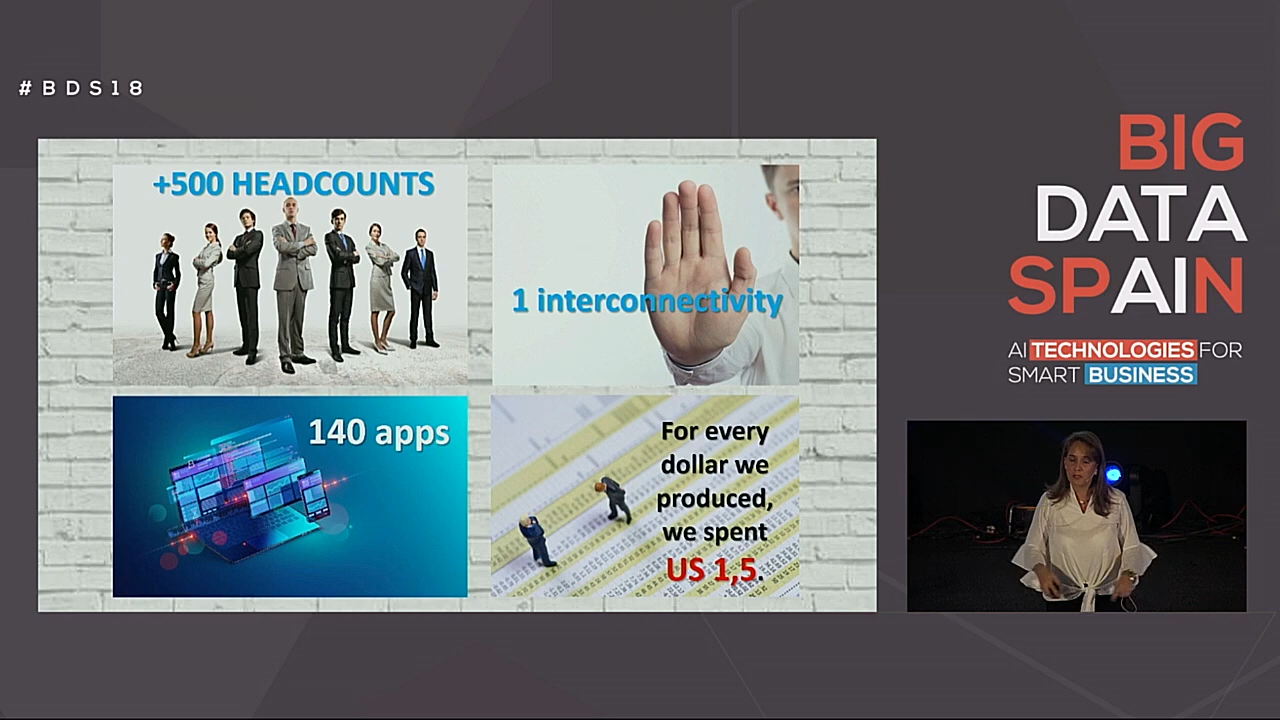 #BDS18
+500 HEADCOUNTS
1 interconnectivity
140 apps
For every
dollar we
produced,
we spent
US 1,5.
BIG
DATA
SPAIN
AI TECHNOLOGIES FOR
SMART BUSINESS